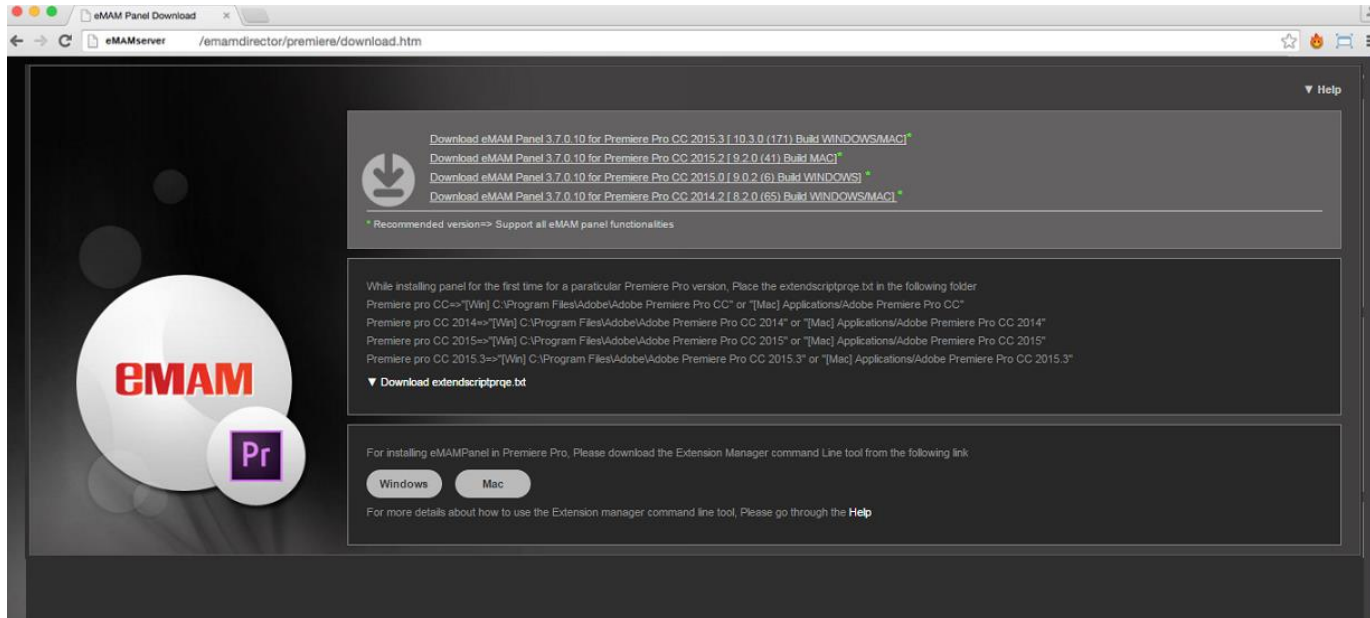 eMAM Panel Download
eMAMserver /emamdirector/premiere/download.htm
▼ Help
Download eMAM Panel 3.7.0.10 for Premiere Pro CC 2015.3 [ 10.3.0 (171) Build WINDOWS/MAC]*
Download eMAM Panel 3.7.0.10 for Premiere Pro CC 2015.2 [ 9.2.0 (41) Build MAC]*
Download eMAM Panel 3.7.0.10 for Premiere Pro CC 2015.0 [ 9.0.2 (6) Build WINDOWS] *
Download eMAM Panel 3.7.0.10 for Premiere Pro CC 2014.2 [ 8.2.0 (65) Build WINDOWS/MAC] *
* Recommended version=> Support all eMAM panel functionalities
While installing panel for the first time for a paraticular Premiere Pro version, Place the extendscriptprqe.txt in the following folder
Premiere pro CC=>"[Win] C:\Program Files\Adobe\Adobe Premiere Pro CC" or "[Mac] Applications/Adobe Premiere Pro CC"
Premiere pro CC 2014=>"[Win] C:\Program Files\Adobe\Adobe Premiere Pro CC 2014" or "[Mac] Applications/Adobe Premiere Pro CC 2014"
Premiere pro CC 2015=>"[Win] C:\Program Files\Adobe\Adobe Premiere Pro CC 2015" or "[Mac] Applications/Adobe Premiere Pro CC 2015"
Premiere pro CC 2015.3=>"[Win] C:\Program Files\Adobe\Adobe Premiere Pro CC 2015.3" or "[Mac] Applications/Adobe Premiere Pro CC 2015.3"
▼ Download extendscriptprqe.txt
eMAM
Pr
For installing eMAMPanel in Premiere Pro, Please download the Extension Manager command Line tool from the following link
Windows Mac
For more details about how to use the Extension manager command line tool, Please go through the Help